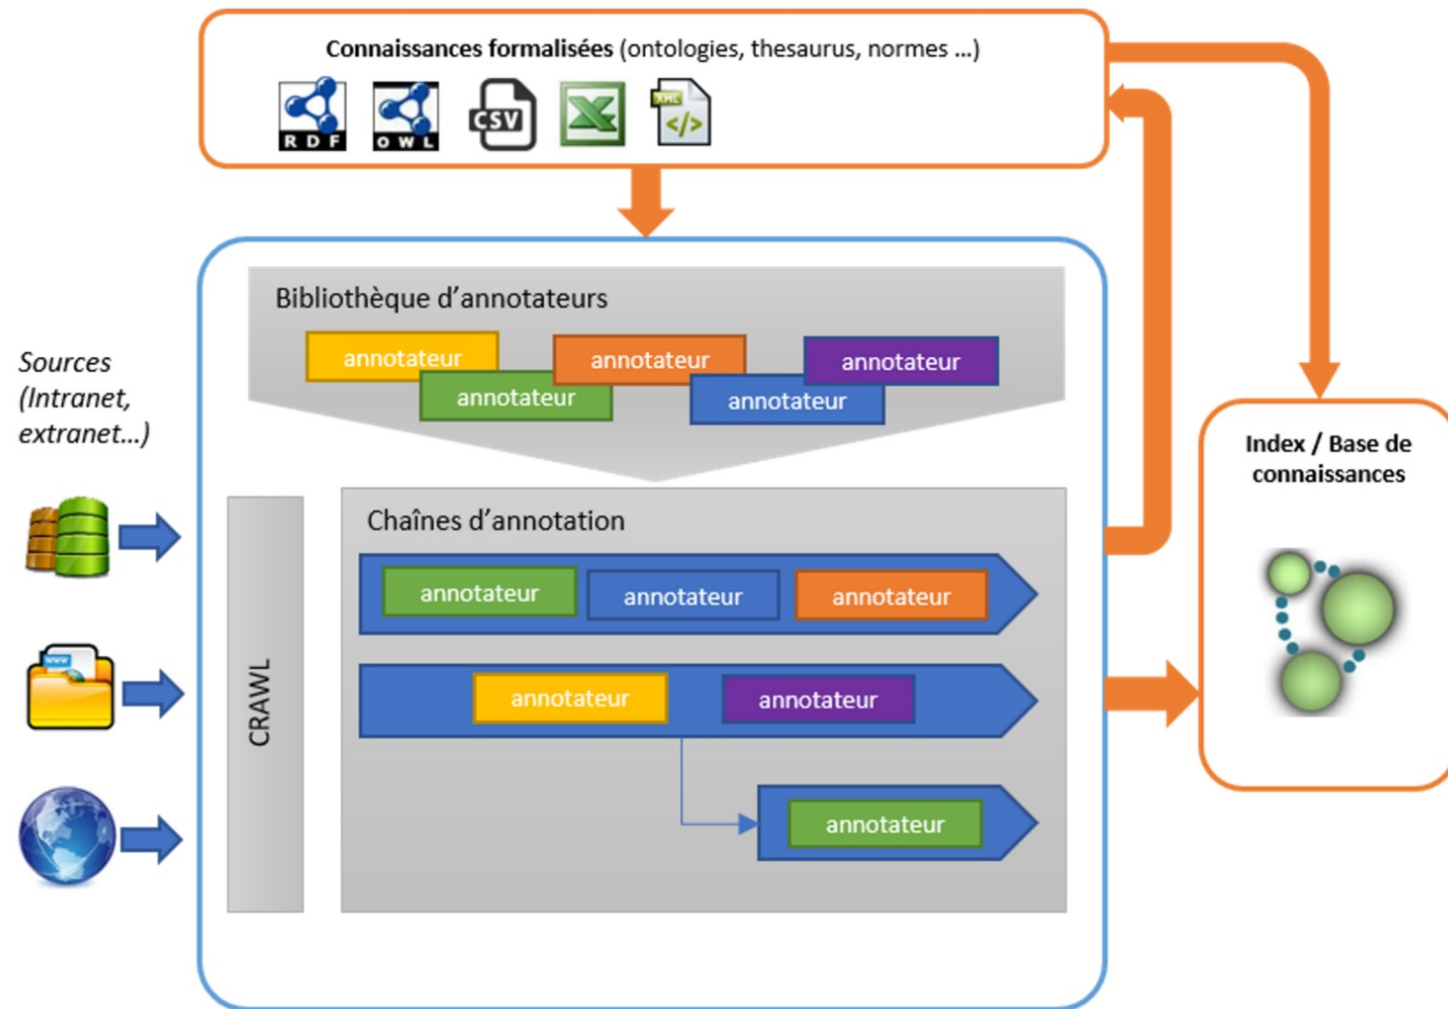 Connaissances formalisées (ontologies, thesaurus, normes ...)
RDF
OWL
CSV
XML
</>
Bibliothèque d’annotateurs
annotateur
annotateur
annotateur
annotateur
annotateur
Sources
(Intranet,
extranet...)
www
CRAWL
Chaînes d’annotation
annotateur
annotateur
annotateur
annotateur
annotateur
annotateur
Index / Base de
connaissances